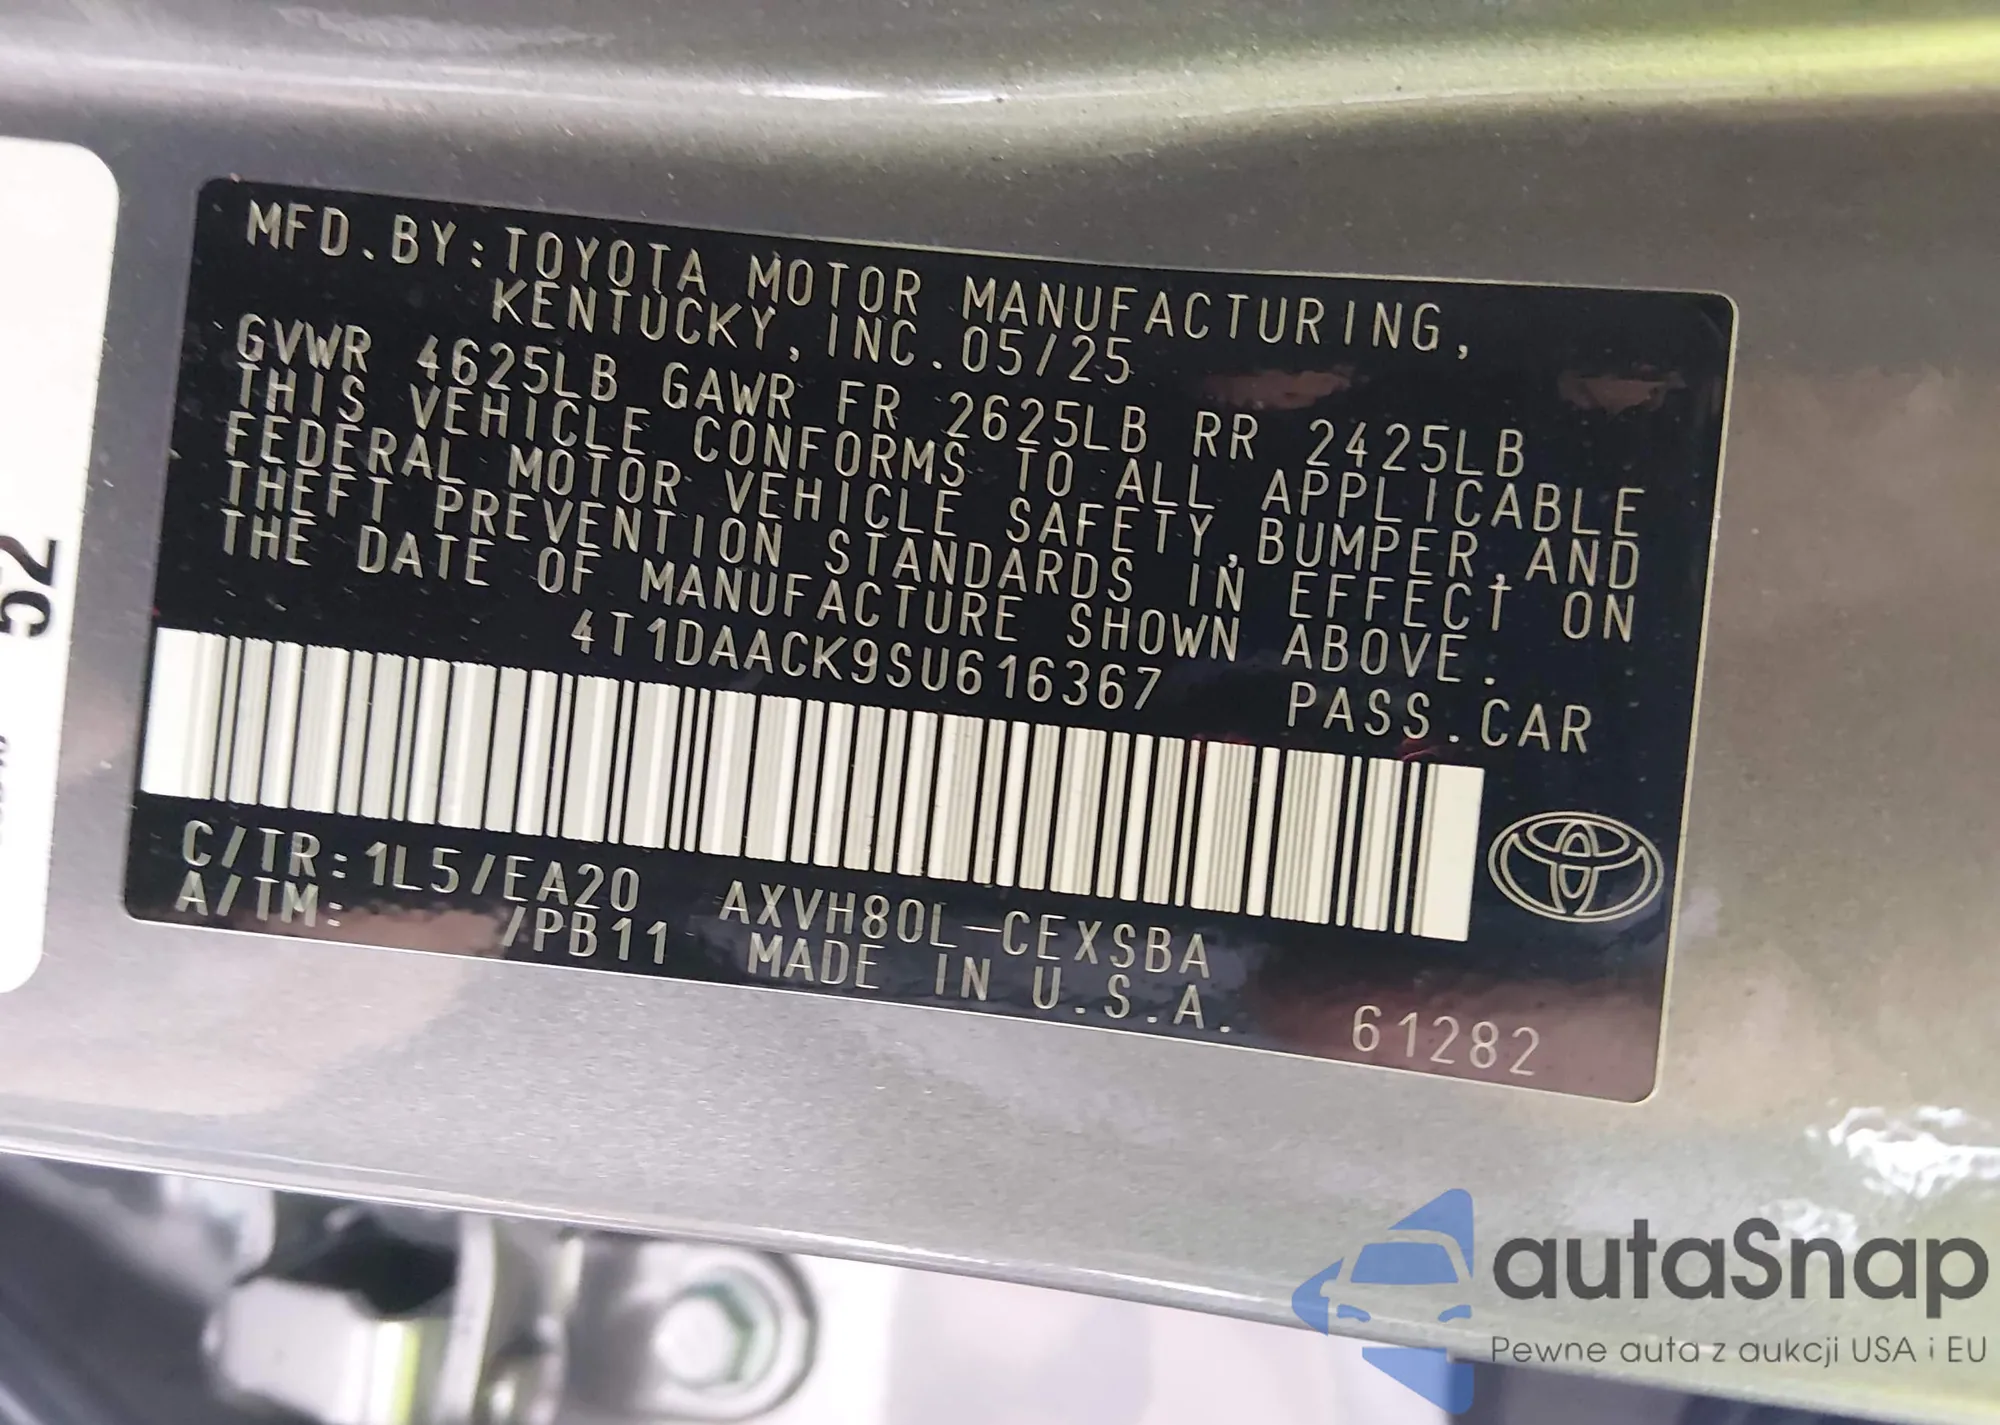 MFD.BY:TOYOTA MOTOR MANUFACTURING,
KENTUCKY, INC.05/25
GVWR 4625LB GAWR FR 2625LB RR 2425LB
THIS VEHICLE CONFORMS TO ALL APPLICABLE
FEDERAL MOTOR VEHICLE SAFETY,BUMPER,AND
THEFT PREVENTION STANDARDS IN EFFECT ON
THE DATE OF MANUFACTURE SHOWN ABOVE.
4T1DAACK9SU616367 PASS.CAR
C/TR:1L5/EA20 AXVH80L-CEXSBA
A/TM: /PB11 MADE IN U.S.A.
61282
52
autaSnap
Pewne auta z aukcji USA i EU